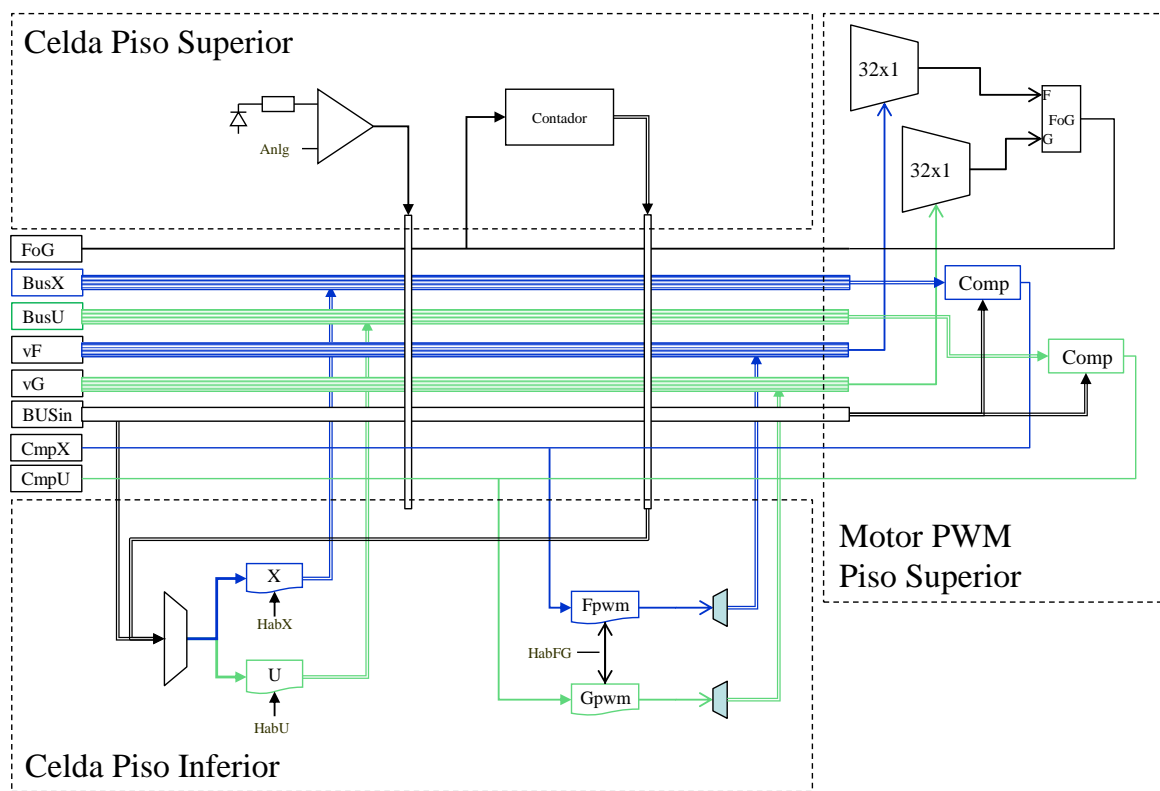 Celda Piso Superior
Anlg
Contador
32x1
32x1
F
FoG
G
FoG
BusX
BusU
vF
vG
BUSin
CmpX
CmpU
Comp
Comp
Motor PWM
Piso Superior
X
HabX
U
HabU
Fpwm
HabFG
Gpwm
Celda Piso Inferior